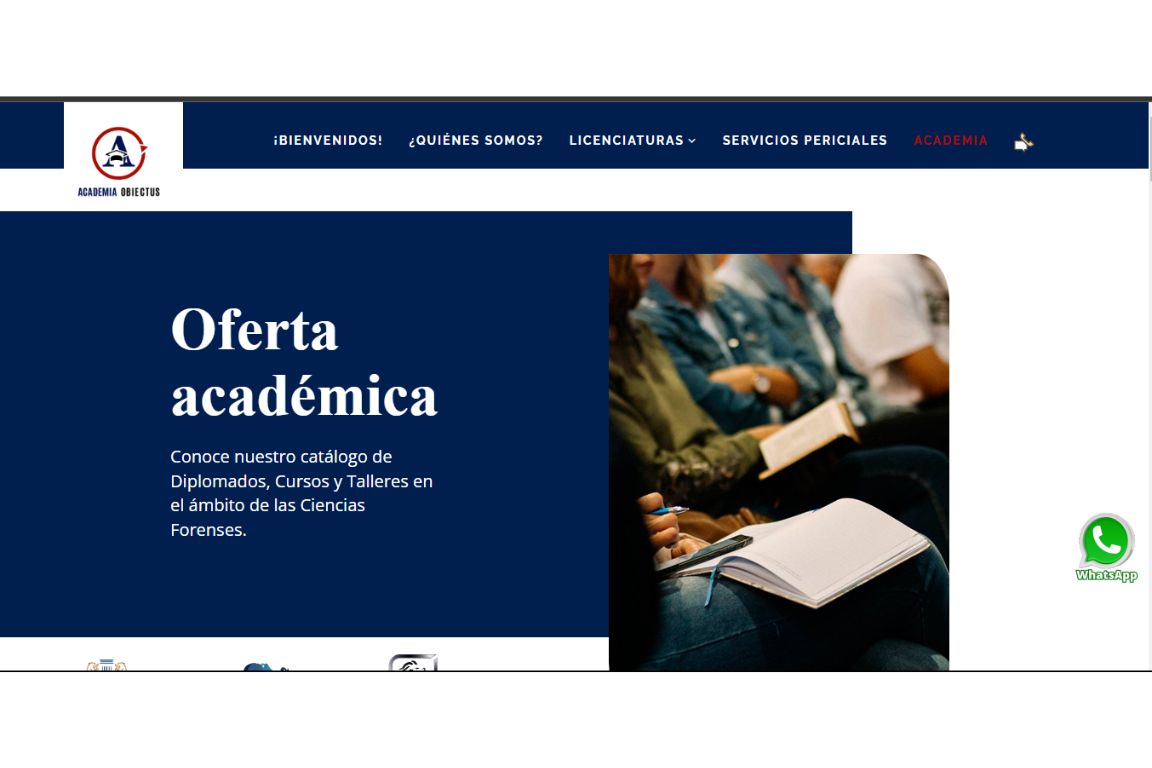 ¡BIENVENIDOS! ¿QUIÉNES SOMOS? LICENCIATURAS SERVICIOS PERICIALES ACADEMIA
A
ACADEMIA OBIECTUS
Oferta
académica
Conoce nuestro catálogo de
Diplomados, Cursos y Talleres en
el ámbito de las Ciencias
Forenses.
WhatsApp